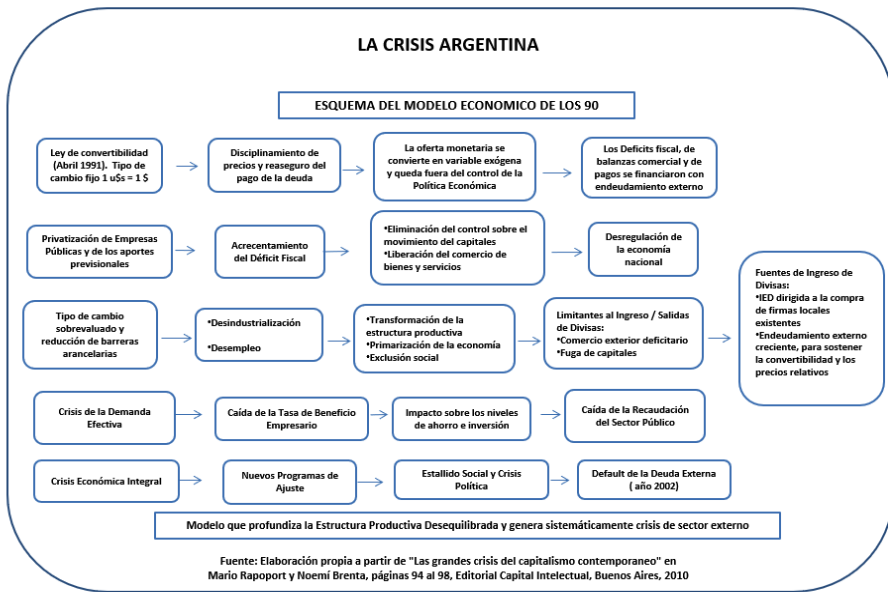 LA CRISIS ARGENTINA
ESQUEMA DEL MODELO ECONOMICO DE LOS 90
Ley de convertibilidad
(Abril 1991). Tipo de
cambio fijo 1 u$s = 1 $
Disciplinamiento de
precios y reaseguro del
pago de la deuda
La oferta monetaria se
convierte en variable exógena
y queda fuera del control de la
Política Económica
Los Deficits fiscal, de
balanzas comercial y de
pagos se financiaron con
endeudamiento externo
Privatización de Empresas
Públicas y de los aportes
previsionales
Acrecentamiento
del Déficit Fiscal
•Eliminación del control sobre el
movimiento del capitales
•Liberación del comercio de
bienes y servicios
Desregulación de
la economía
nacional
Tipo de cambio
sobrevaluado y
reducción de barreras
arancelarias
•Desindustrialización
•Desempleo
•Transformación de la
estructura productiva
•Primarización de la economía
•Exclusión social
Limitantes al Ingreso / Salidas
de Divisas:
•Comercio exterior deficitario
•Fuga de capitales
Fuentes de Ingreso de
Divisas:
•IED dirigida a la compra
de firmas locales
existentes
•Endeudamiento externo
creciente, para sostener
la convertibilidad y los
precios relativos
Crisis de la Demanda
Efectiva
Caída de la Tasa de Beneficio
Empresario
Impacto sobre los niveles
de ahorro e inversión
Caída de la Recaudación
del Sector Público
Crisis Económica Integral
Nuevos Programas de
Ajuste
Estallido Social y Crisis
Política
Default de la Deuda Externa
( año 2002)
Modelo que profundiza la Estructura Productiva Desequilibrada y genera sistemáticamente crisis de sector externo
Fuente: Elaboración propia a partir de "Las grandes crisis del capitalismo contemporaneo" en
Mario Rapoport y Noemí Brenta, páginas 94 al 98, Editorial Capital Intelectual, Buenos Aires, 2010